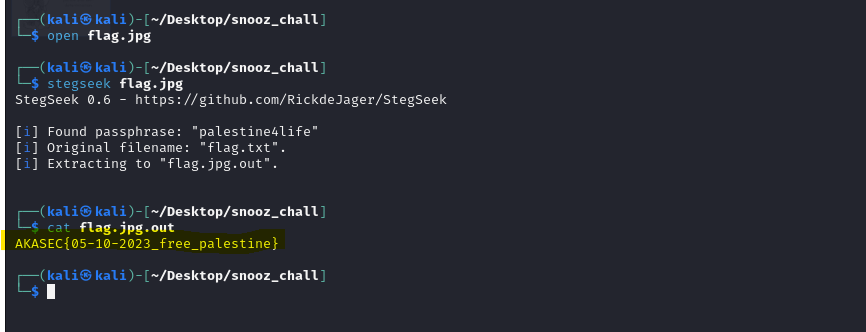 ┌──(kali㉿kali)-[~/Desktop/snooz_chall]
└─$ open flag.jpg
┌──(kali㉿kali)-[~/Desktop/snooz_chall]
└─$ stegseek flag.jpg
StegSeek 0.6 - https://github.com/RickdeJager/StegSeek
[i] Found passphrase: "palestine4life"
[i] Original filename: "flag.txt".
[i] Extracting to "flag.jpg.out".
┌──(kali㉿kali)-[~/Desktop/snooz_chall]
└─$ cat flag.jpg.out
AKASEC{05-10-2023_free_palestine}
┌──(kali㉿kali)-[~/Desktop/snooz_chall]
└─$